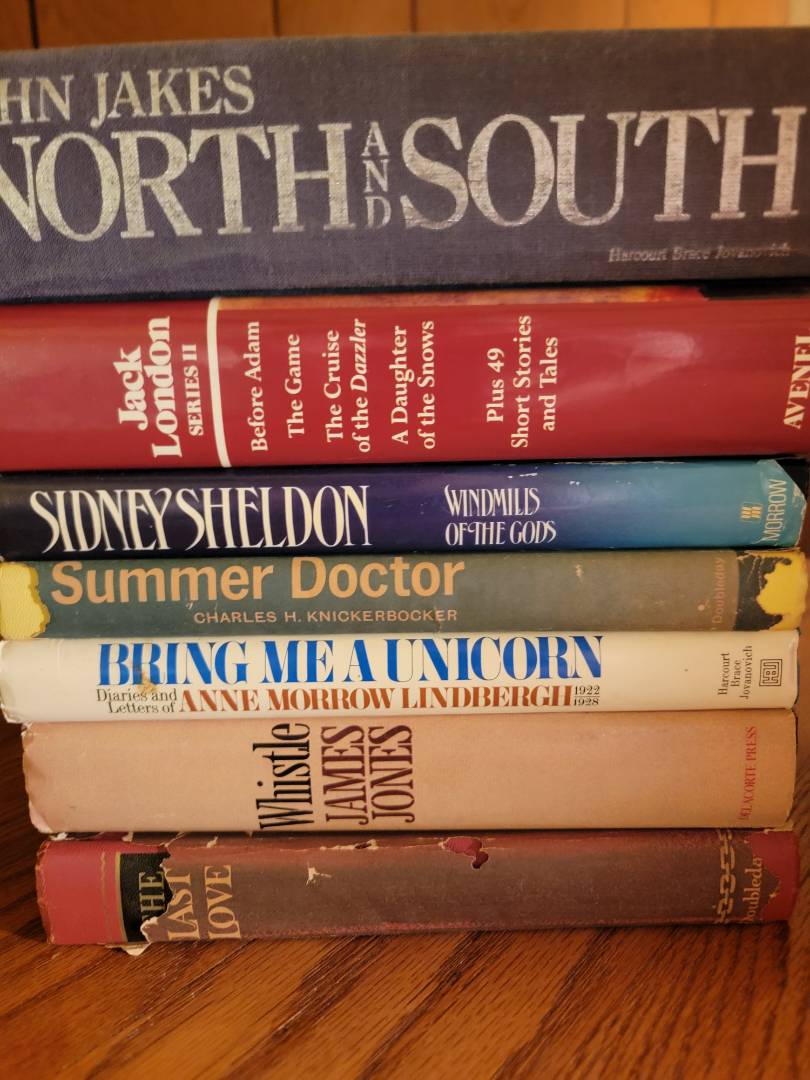 HN JAKES
NORTH AND SOUTH
Harcourt Brace Jovanovich
Jack
London
SERIES II
Before Adam
The Game
The Cruise
of the Dazzler
A Daughter
of the Snows
Plus 49
Short Stories
and Tales
AVENEL
SIDNEY SHELDON
WINDMILLS
OF THE GODS
MORROW
Summer Doctor
CHARLES H. KNICKERBOCKER
Doubleday
BRING ME A UNICORN
Diaries and
Letters of
ANNE MORROW LINDBERGH
1922
1928
Harcourt
Brace
Jovanovich
HBJ
Whistle
JAMES
JONES
DELACORTE PRESS
THE
LAST
LOVE
Doubleda